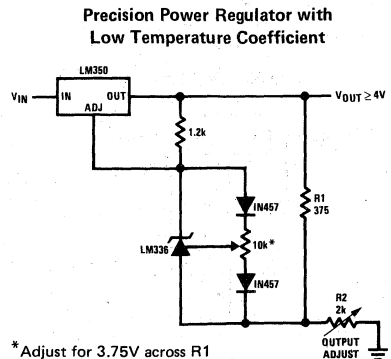 Precision Power Regulator with
Low Temperature Coefficient
LM350
VIN
IN
OUT
ADJ
VOUT ≥ 4V
1.2k
R1
375
IN457
LM336
10k*
IN457
R2
2k
OUTPUT
ADJUST
*Adjust for 3.75V across R1